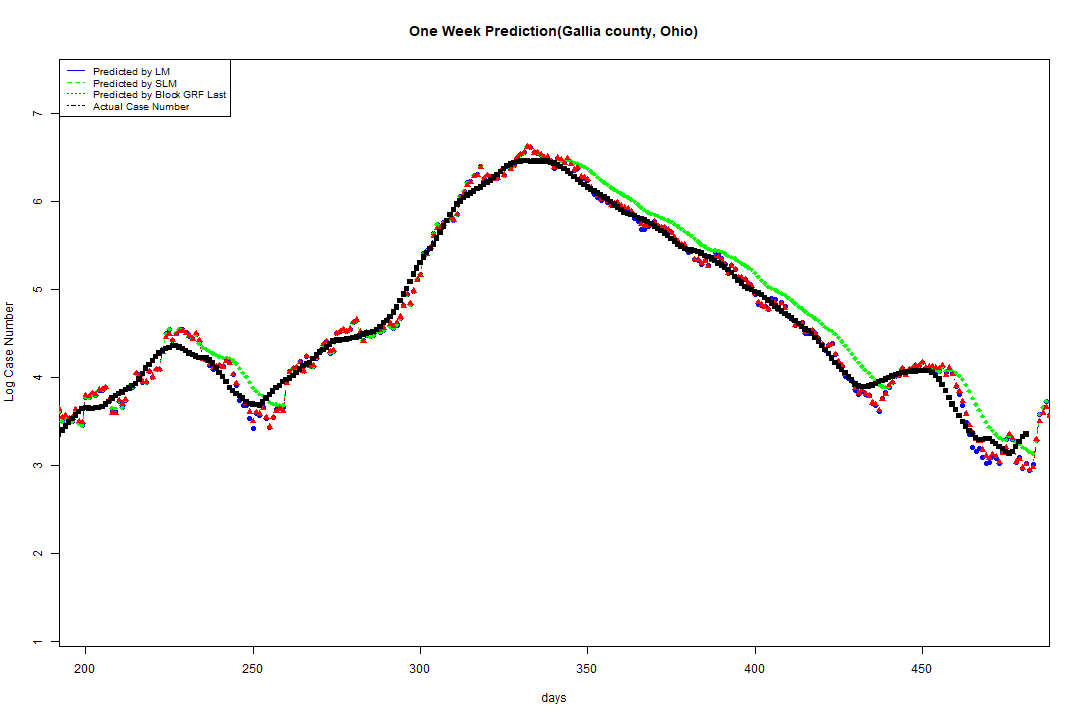 One Week Prediction(Gallia county, Ohio)
Predicted by LM
Predicted by SLM
Predicted by Block GRF Last
Actual Case Number
7
6
5
4
3
2
1
Log Case Number
200 250 300 350 400 450
days